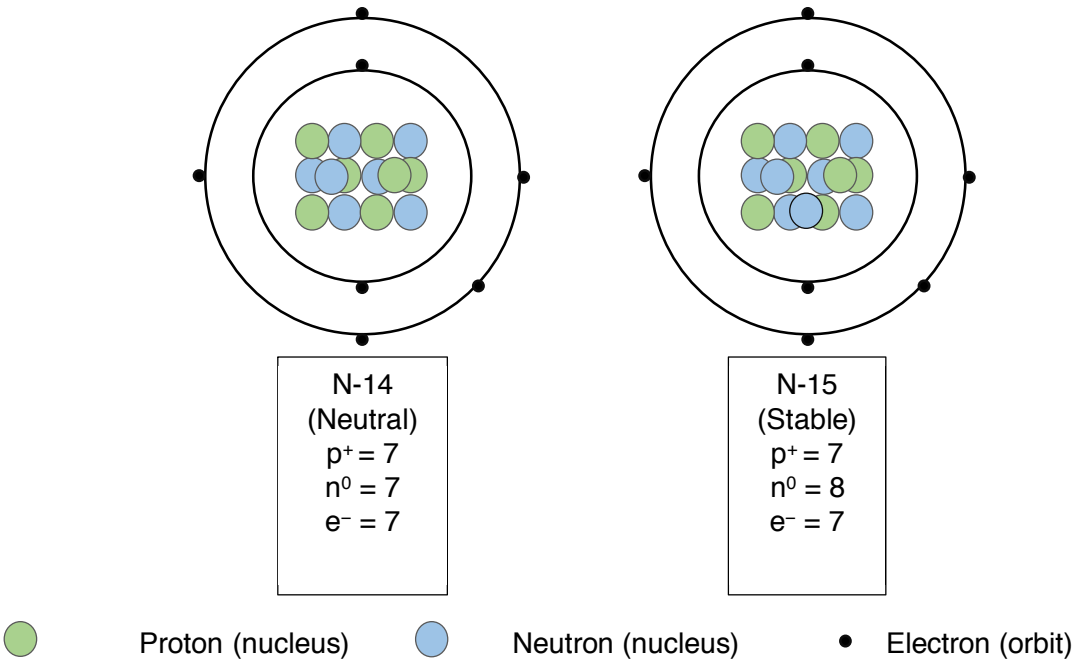 N-14
(Neutral)
p⁺ = 7
n⁰ = 7
e⁻ = 7
N-15
(Stable)
p⁺ = 7
n⁰ = 8
e⁻ = 7
Proton (nucleus)
Neutron (nucleus)
Electron (orbit)